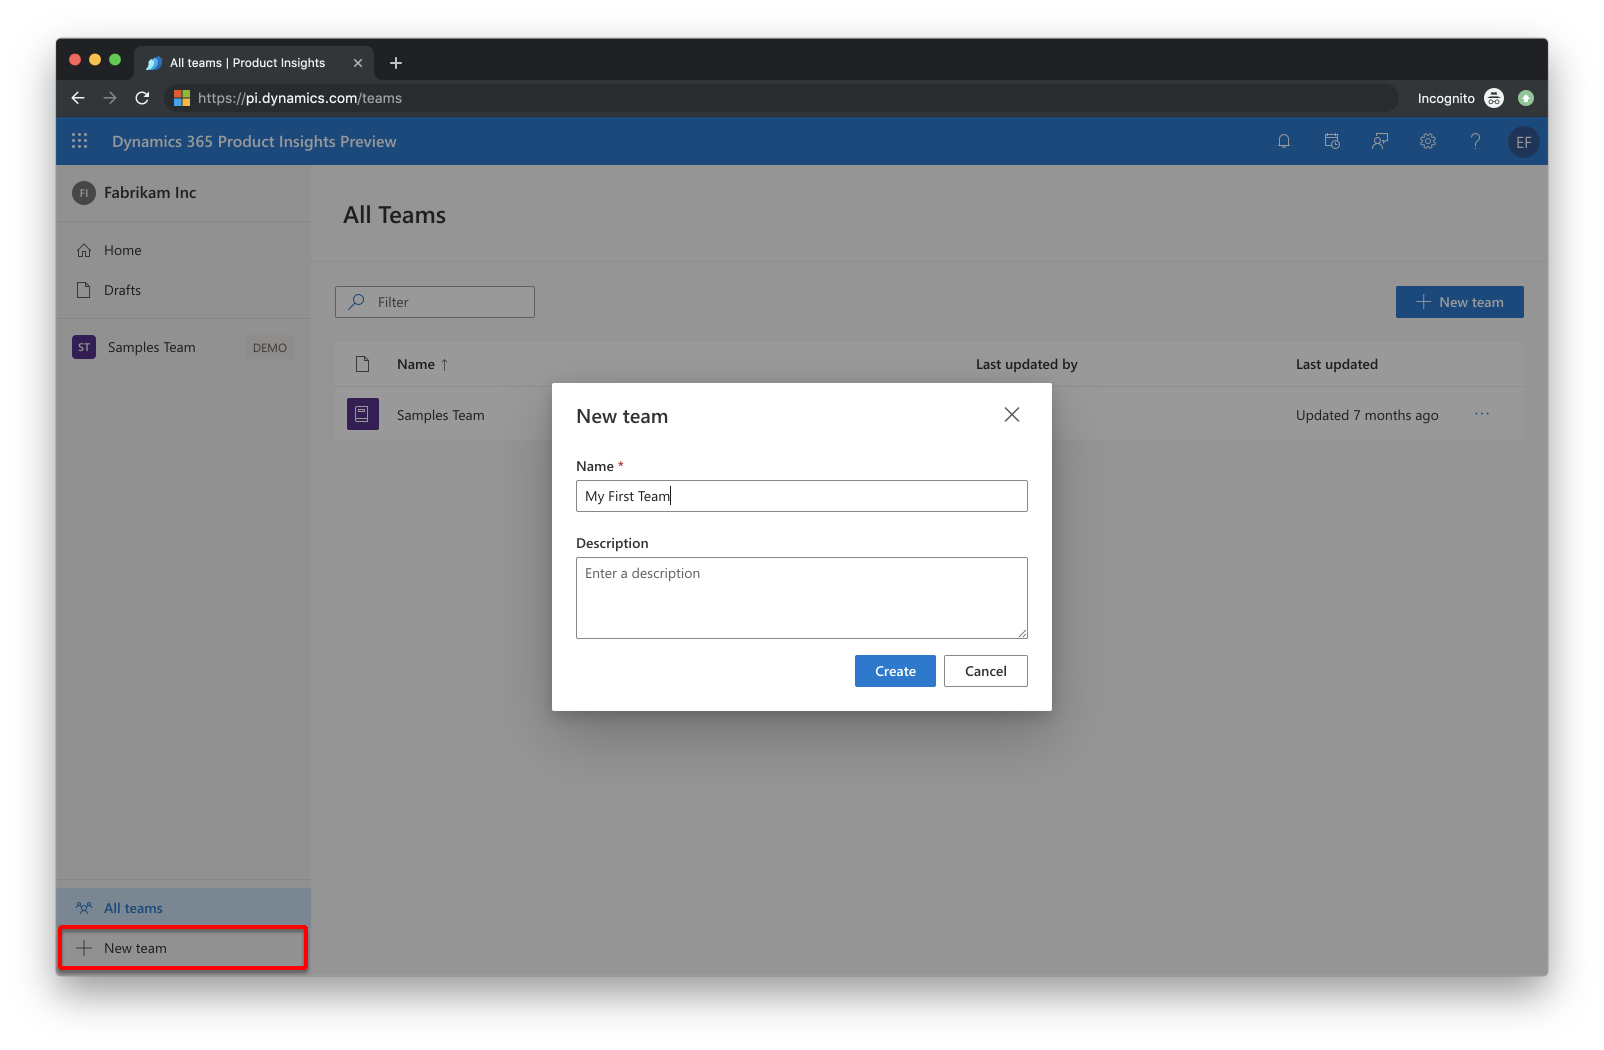 All teams | Product Insights
https://pi.dynamics.com/teams
Incognito
Dynamics 365 Product Insights Preview
?
EF
FI Fabrikam Inc
Home
Drafts
ST Samples Team DEMO
All Teams
Filter
New team
Name ↑ Last updated by Last updated
Samples Team Updated 7 months ago ...
New team
Name *
My First Team
Description
Enter a description
Create Cancel
All teams
New team